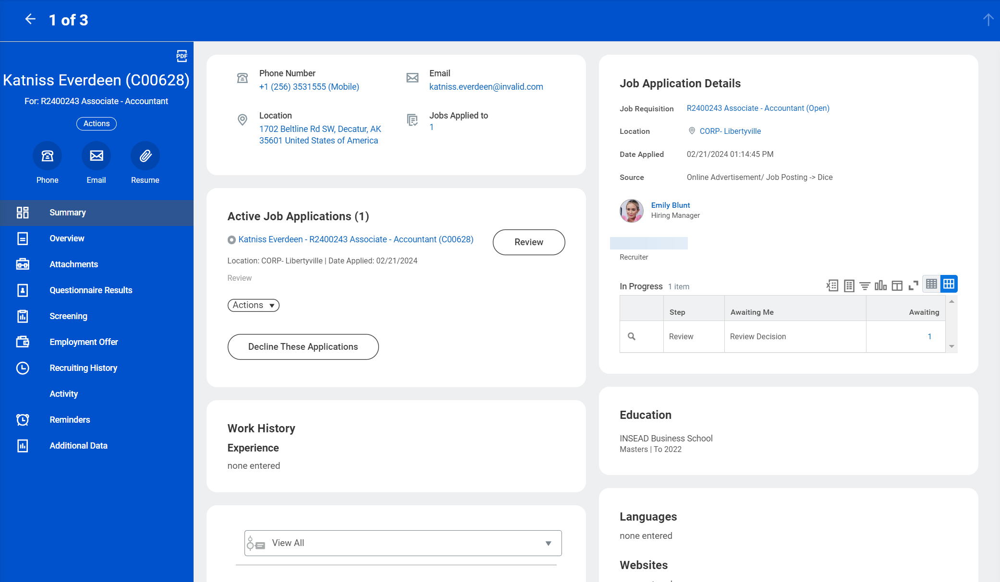 1 of 3
PDF
Katniss Everdeen (C00628)
For: R2400243 Associate - Accountant
Actions
Phone
Email
Resume
Summary
Overview
Attachments
Questionnaire Results
Screening
Employment Offer
Recruiting History
Activity
Reminders
Additional Data
Phone Number
+1 (256) 3531555 (Mobile)
Email
katniss.everdeen@invalid.com
Location
1702 Beltline Rd SW, Decatur, AK
35601 United States of America
Jobs Applied to
1
Active Job Applications (1)
Katniss Everdeen - R2400243 Associate - Accountant (C00628)
Review
Location: CORP- Libertyville | Date Applied: 02/21/2024
Review
Actions
Decline These Applications
Work History
Experience
none entered
View All
Job Application Details
Job Requisition R2400243 Associate - Accountant (Open)
Location CORP- Libertyville
Date Applied 02/21/2024 01:14:45 PM
Source Online Advertisement/ Job Posting -> Dice
Emily Blunt
Hiring Manager
Recruiter
In Progress 1 item
Step Awaiting Me Awaiting
Review Review Decision 1
Education
INSEAD Business School
Masters | To 2022
Languages
none entered
Websites